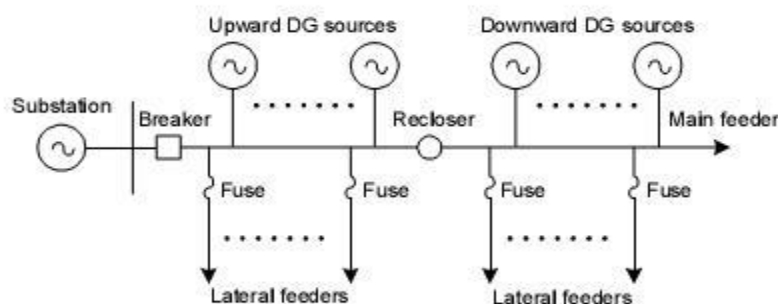 Upward DG sources
Downward DG sources
Substation
Breaker
Recloser
Main feeder
Fuse
Fuse
Fuse
Fuse
Lateral feeders
Lateral feeders